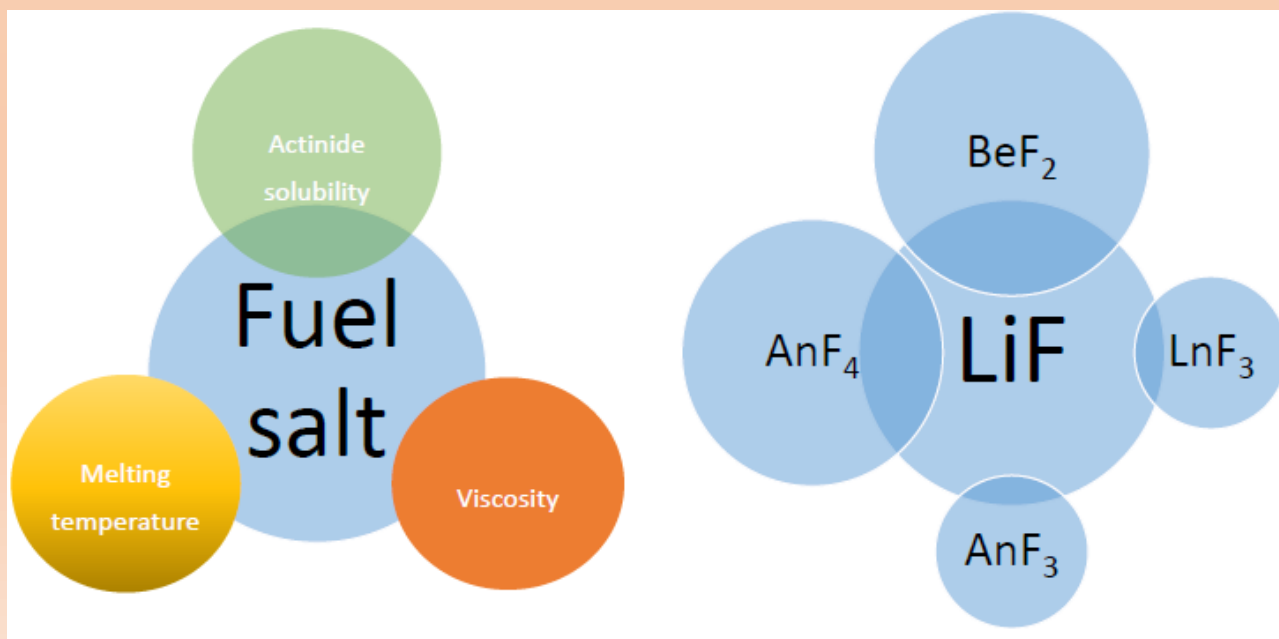 Actinide
solubility
Fuel
salt
Melting
temperature
Viscosity
BeF₂
AnF₄
LiF
LnF₃
AnF₃